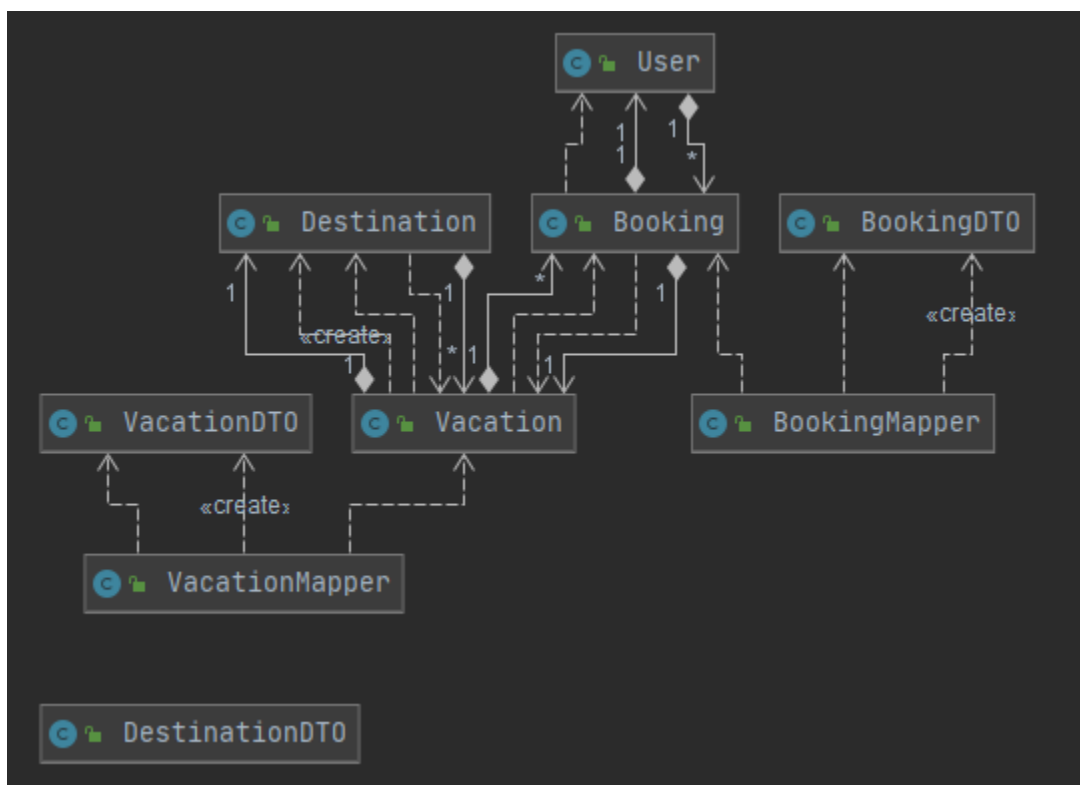 C User
1
1
1
*
C Destination
C Booking
C BookingDTO
1
1
*
1
«create»
«create»
1
*
1
1
C VacationDTO
C Vacation
C BookingMapper
«create»
C VacationMapper
C DestinationDTO